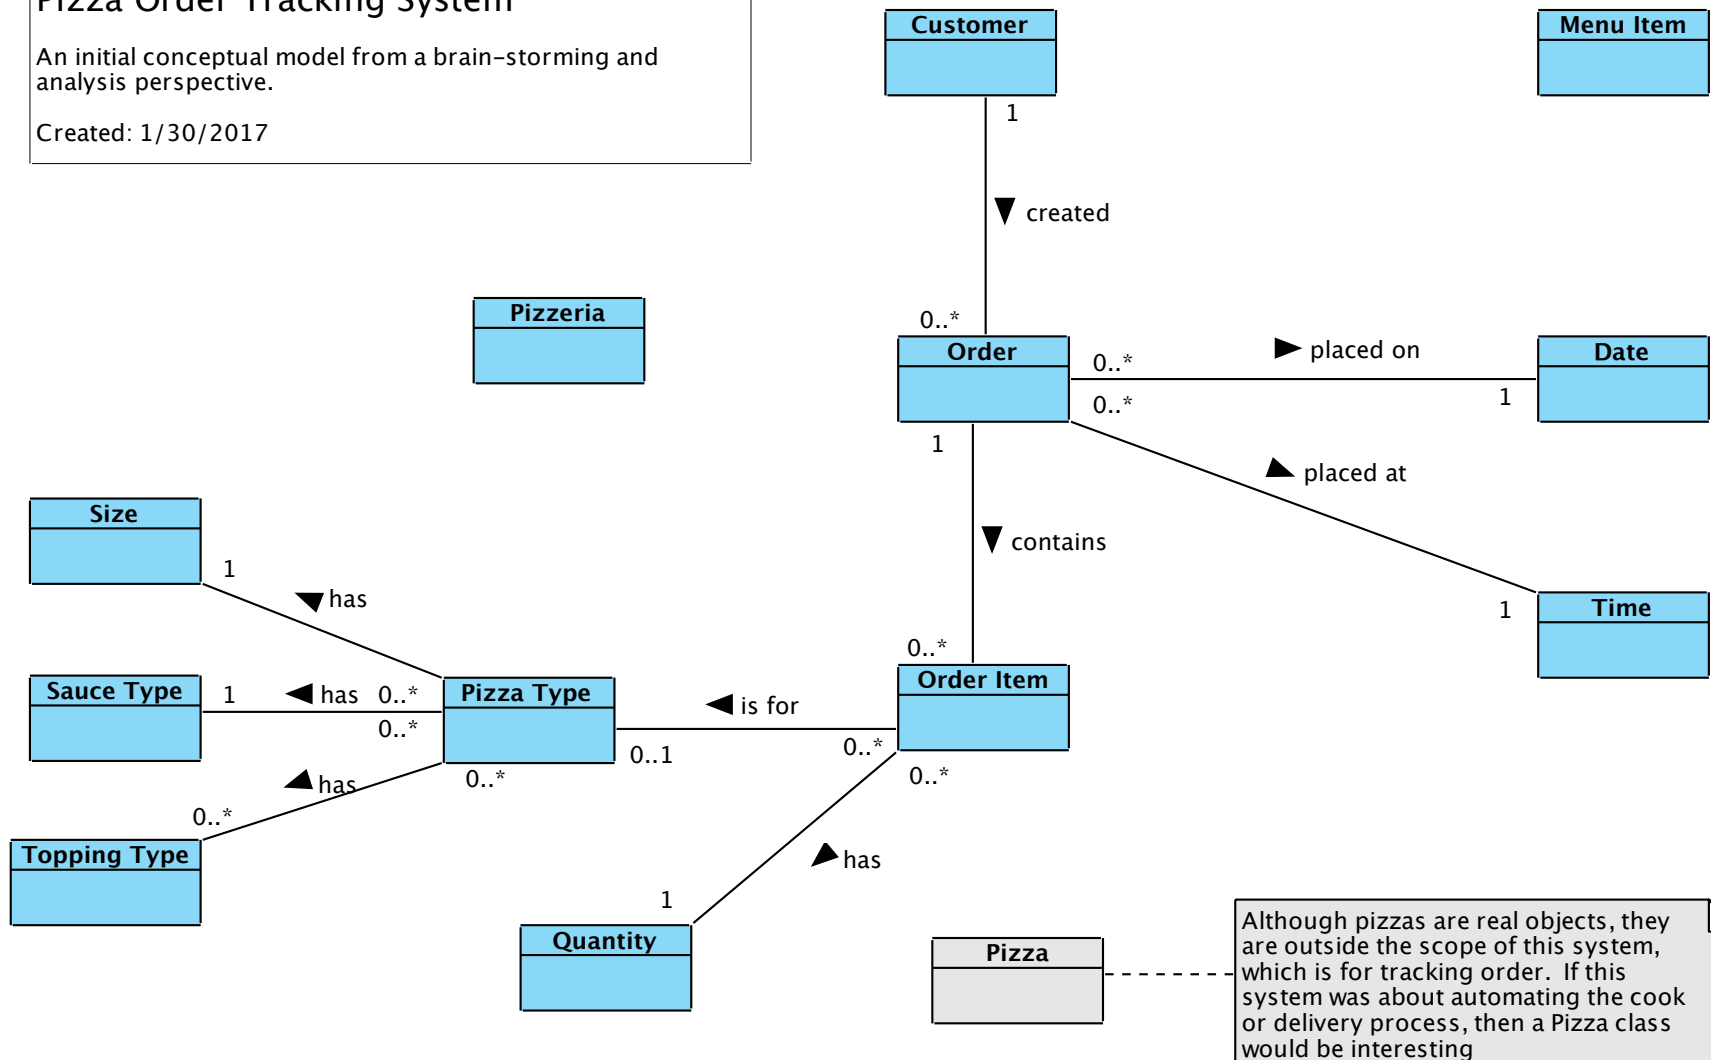 Pizza Order Tracking System
An initial conceptual model from a brain-storming and
analysis perspective.
Created: 1/30/2017
Customer
Menu Item
1
created
Pizzeria
0..*
Order
0..*
placed on
Date
0..*
1
1
placed at
Size
contains
1
has
1
Time
0..*
Sauce Type
1
has
0..*
Pizza Type
is for
Order Item
0..*
0..1
0..*
has
0..*
0..*
0..*
Topping Type
has
1
Quantity
Pizza
Although pizzas are real objects, they
are outside the scope of this system,
which is for tracking order. If this
system was about automating the cook
or delivery process, then a Pizza class
would be interesting